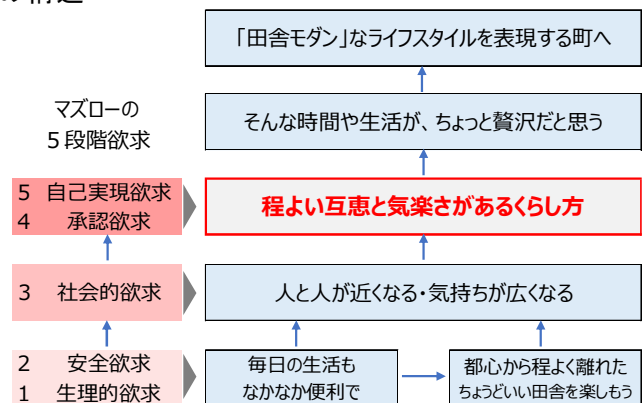 「田舎モダン」なライフスタイルを表現する町へ
マズローの
5段階欲求
そんな時間や生活が、ちょっと贅沢だと思う
5 自己実現欲求
4 承認欲求
程よい互恵と気楽さがあるくらし方
3 社会的欲求
人と人が近くなる・気持ちが広くなる
2 安全欲求
1 生理的欲求
毎日の生活も
なかなか便利で
都心から程よく離れた
ちょうどいい田舎を楽しもう